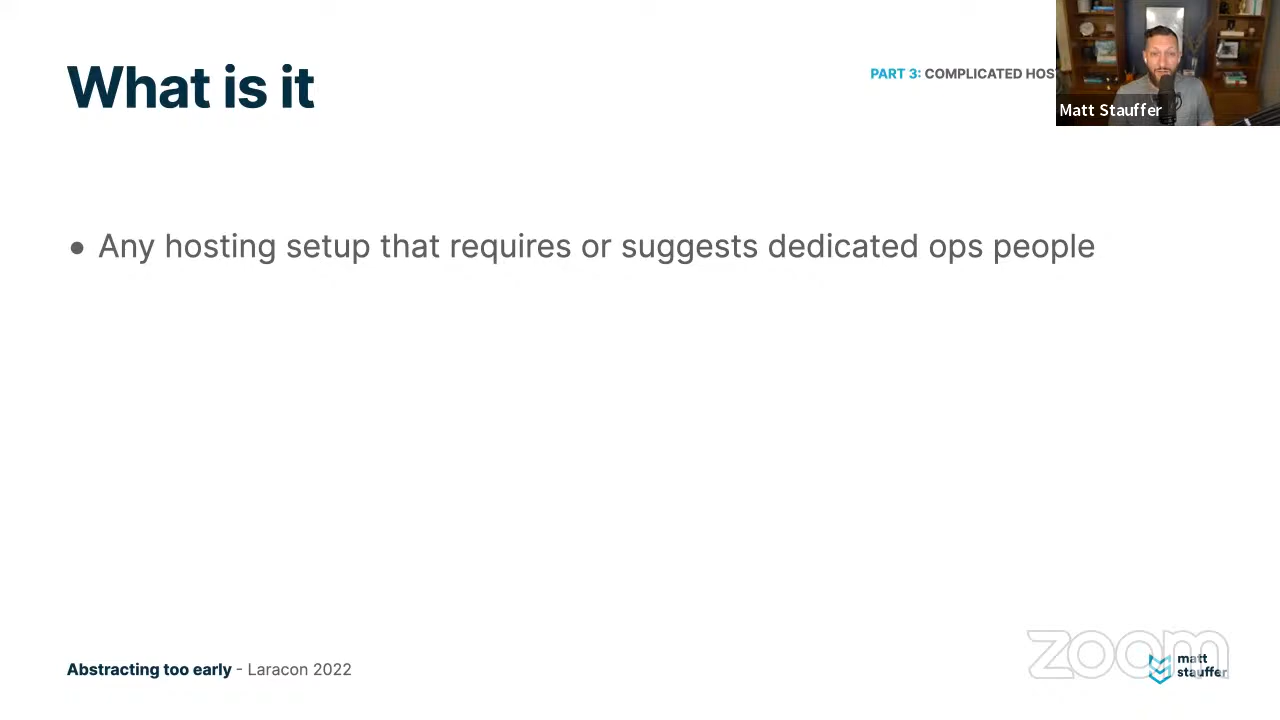 What is it
PART 3: COMPLICATED HOS
Matt Stauffer
• Any hosting setup that requires or suggests dedicated ops people
Abstracting too early - Laracon 2022
zoom
matt
stauffer